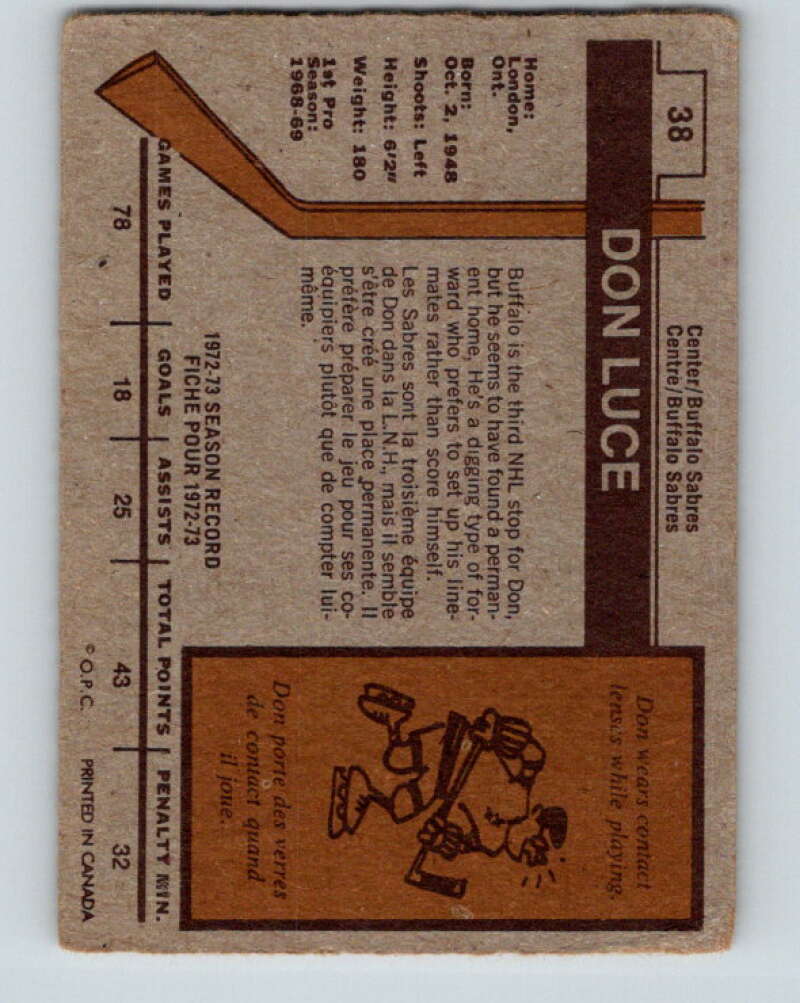 38
Center/Buffalo Sabres
Centre/Buffalo Sabres
DON LUCE
Home:
London,
Ont.
Born:
Oct. 2, 1948
Shoots: Left
Height: 6'2"
Weight: 180
1st Pro
Season:
1968-69
Buffalo is the third NHL stop for Don,
but he seems to have found a perman-
ent home, He's a digging type of for-
ward who prefers to set up his line-
mates rather than score himself.
Les Sabres sont la troisième équipe
de Don dans la L.N.H., mais il semble
s'être créé une place permanente. Il
préfère préparer le jeu pour ses co-
équipiers plutôt que de compter lui-
même.
Don wears contact
lenses while playing.
Don porte des verres
de contact quand
il joue.
1972-73 SEASON RECORD
FICHE POUR 1972-73
GAMES PLAYED GOALS ASSISTS TOTAL POINTS PENALTY MIN.
78 18 25 43 32
© O.P.C. PRINTED IN CANADA